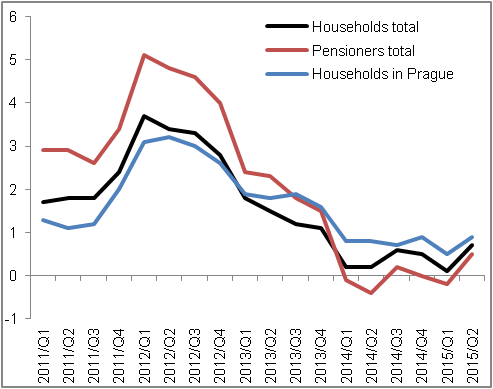 6
5
4
3
2
1
0
-1
Households total
Pensioners total
Households in Prague
2011/Q1
2011/Q2
2011/Q3
2011/Q4
2012/Q1
2012/Q2
2012/Q3
2012/Q4
2013/Q1
2013/Q2
2013/Q3
2013/Q4
2014/Q1
2014/Q2
2014/Q3
2014/Q4
2015/Q1
2015/Q2